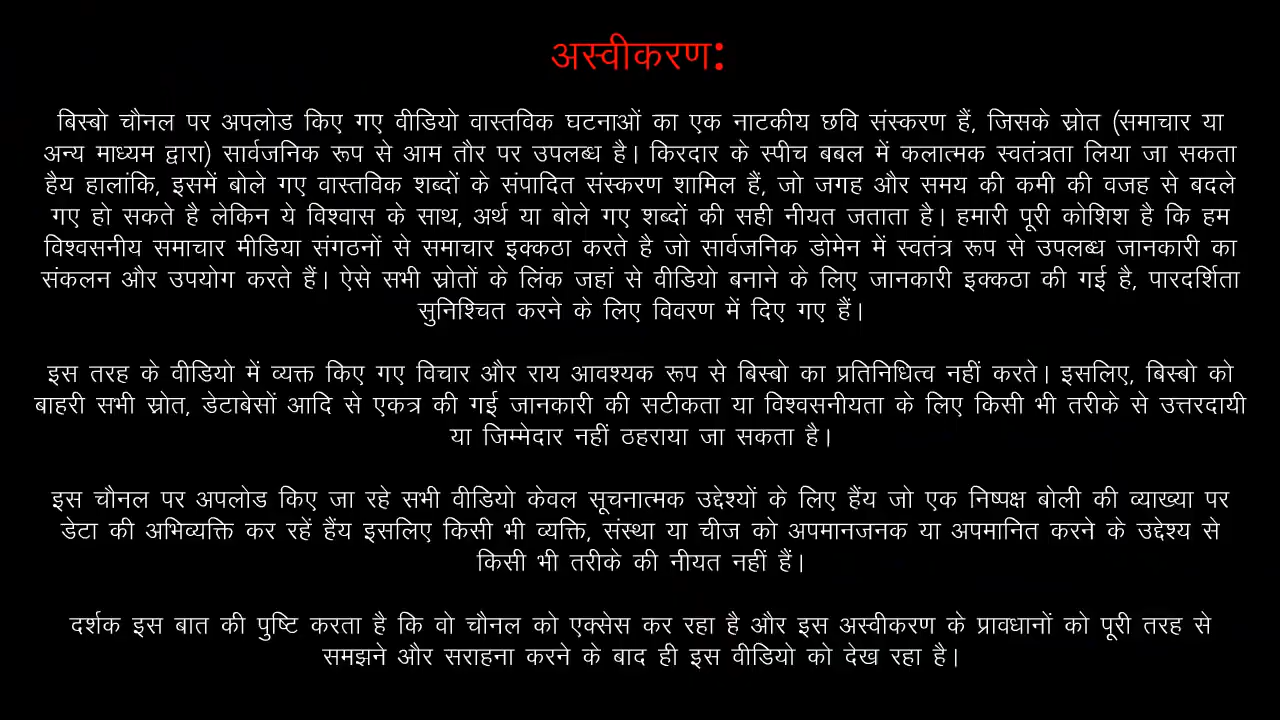 अस्वीकरण:
बिस्बो चौनल पर अपलोड किए गए वीडियो वास्तविक घटनाओं का एक नाटकीय छवि संस्करण हैं, जिसके स्रोत (समाचार या
अन्य माध्यम द्वारा) सार्वजनिक रूप से आम तौर पर उपलब्ध है। किरदार के स्पीच बबल में कलात्मक स्वतंत्रता लिया जा सकता
हैय हालांकि, इसमें बोले गए वास्तविक शब्दों के संपादित संस्करण शामिल हैं, जो जगह और समय की कमी की वजह से बदले
गए हो सकते है लेकिन ये विश्वास के साथ, अर्थ या बोले गए शब्दों की सही नीयत जताता है। हमारी पूरी कोशिश है कि हम
विश्वसनीय समाचार मीडिया संगठनों से समाचार इक्कठा करते है जो सार्वजनिक डोमेन में स्वतंत्र रूप से उपलब्ध जानकारी का
संकलन और उपयोग करते हैं। ऐसे सभी स्रोतों के लिंक जहां से वीडियो बनाने के लिए जानकारी इक्कठा की गई है, पारदर्शिता
सुनिश्चित करने के लिए विवरण में दिए गए हैं।
इस तरह के वीडियो में व्यक्त किए गए विचार और राय आवश्यक रूप से बिस्बो का प्रतिनिधित्व नहीं करते। इसलिए, बिस्बो को
बाहरी सभी स्रोत, डेटाबेसों आदि से एकत्र की गई जानकारी की सटीकता या विश्वसनीयता के लिए किसी भी तरीके से उत्तरदायी
या जिम्मेदार नहीं ठहराया जा सकता है।
इस चौनल पर अपलोड किए जा रहे सभी वीडियो केवल सूचनात्मक उद्देश्यों के लिए हैंय जो एक निष्पक्ष बोली की व्याख्या पर
डेटा की अभिव्यक्ति कर रहें हैंय इसलिए किसी भी व्यक्ति, संस्था या चीज को अपमानजनक या अपमानित करने के उद्देश्य से
किसी भी तरीके की नीयत नहीं हैं।
दर्शक इस बात की पुष्टि करता है कि वो चौनल को एक्सेस कर रहा है और इस अस्वीकरण के प्रावधानों को पूरी तरह से
समझने और सराहना करने के बाद ही इस वीडियो को देख रहा है।